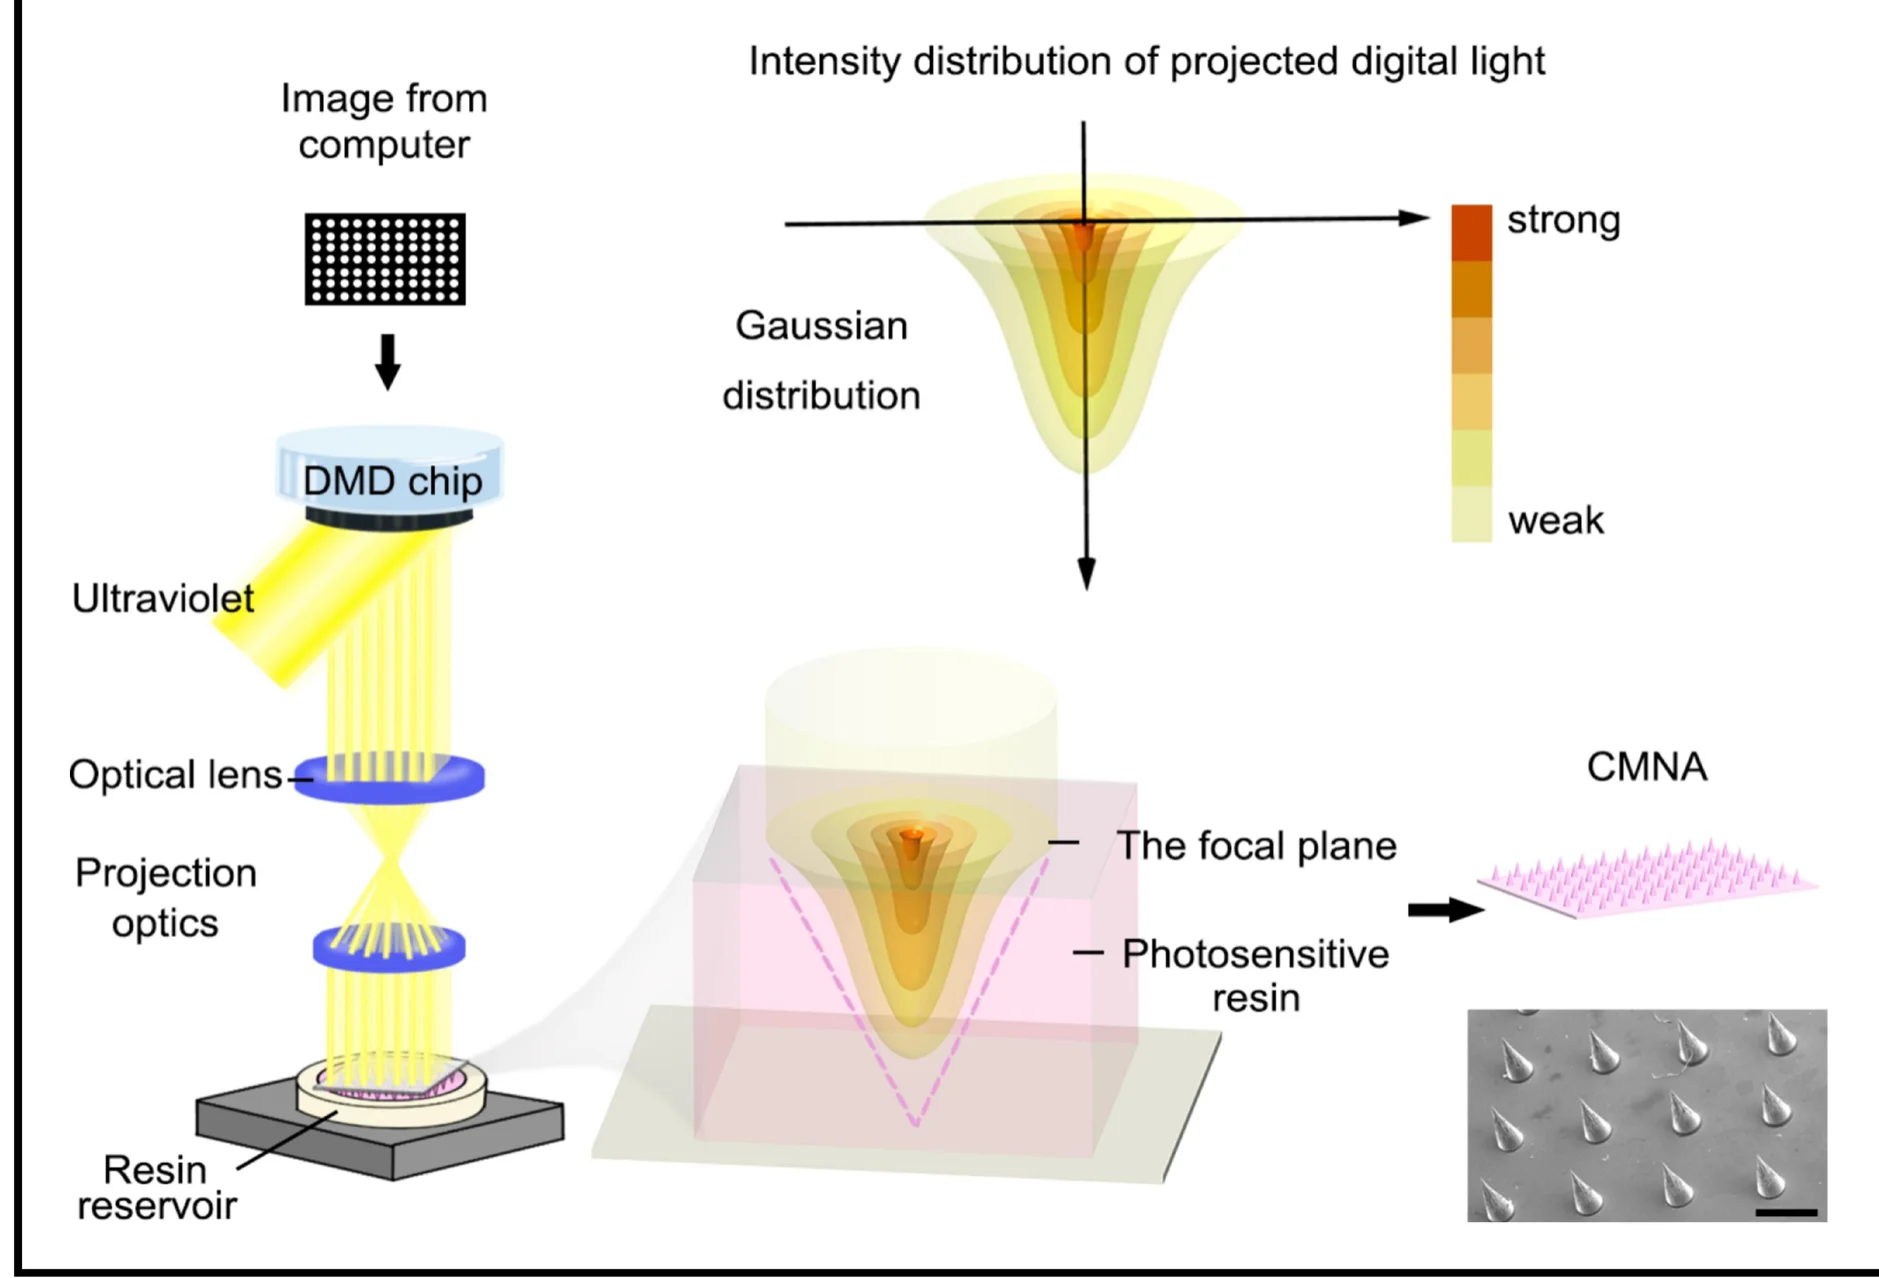 Intensity distribution of projected digital light
Image from
computer
strong
Gaussian
distribution
weak
DMD chip
Ultraviolet
Optical lens
Projection
optics
Resin
reservoir
The focal plane
Photosensitive
resin
CMNA